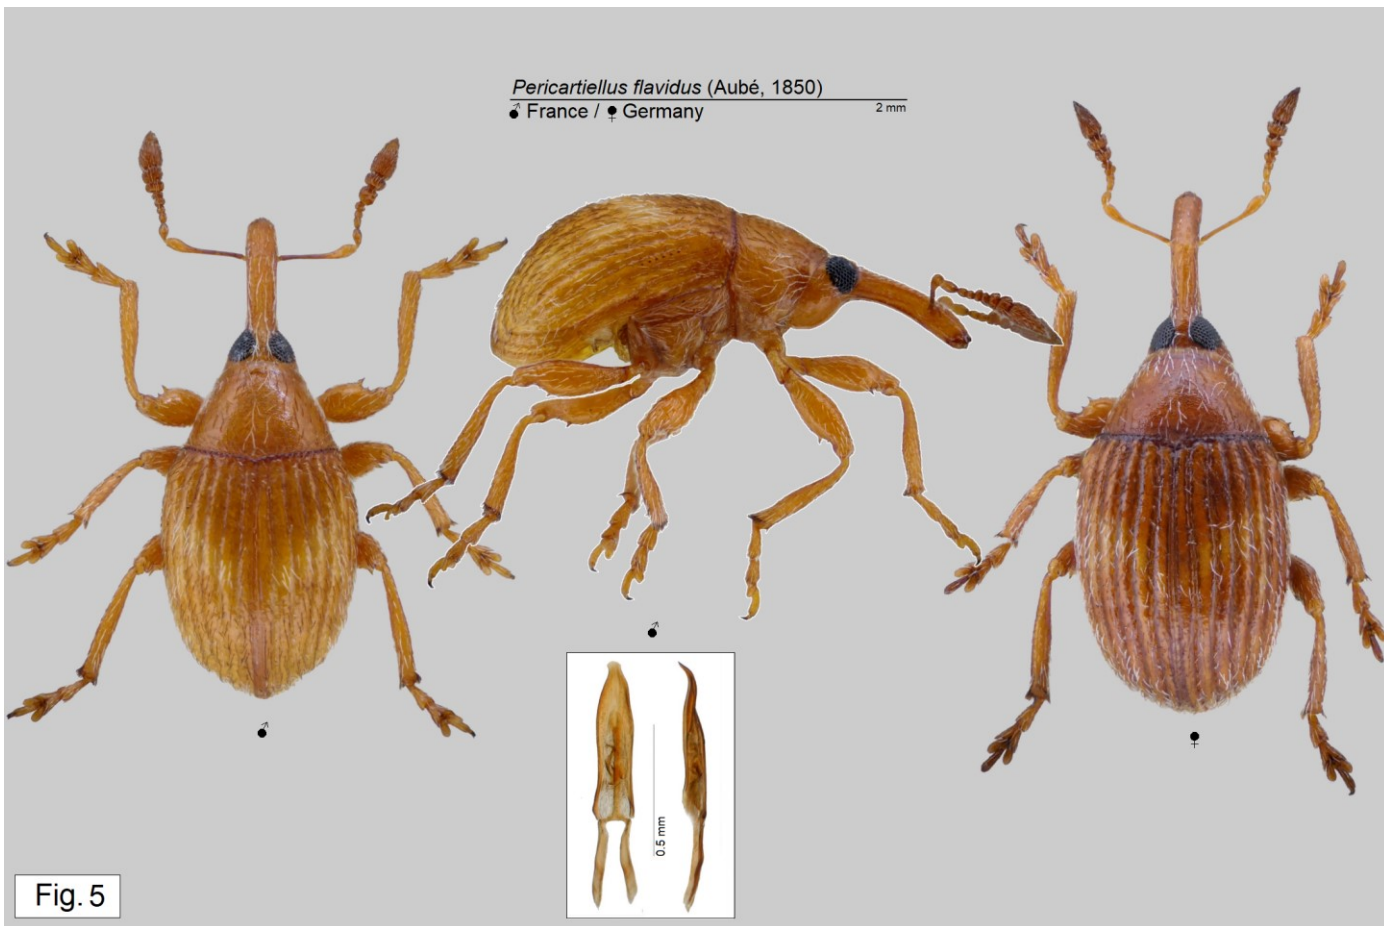 Pericartiellus flavidus (Aubé, 1850)
♂ France / ♀ Germany
2 mm
♂
♂
♀
0.5 mm
Fig. 5